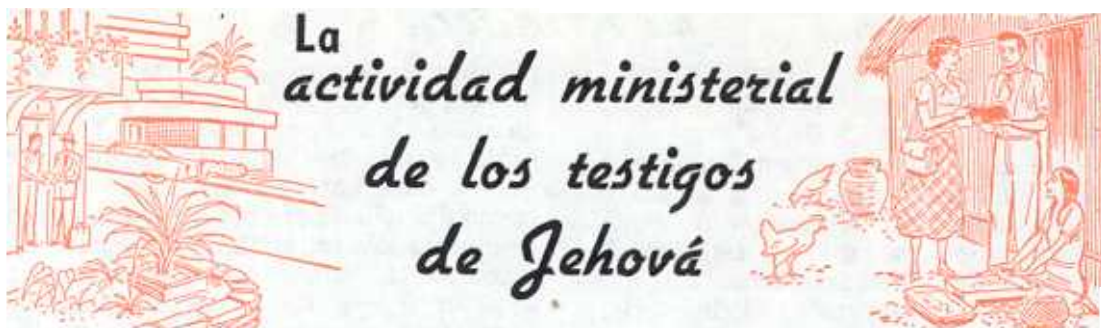 La
actividad ministerial
de los testigos
de Jehová